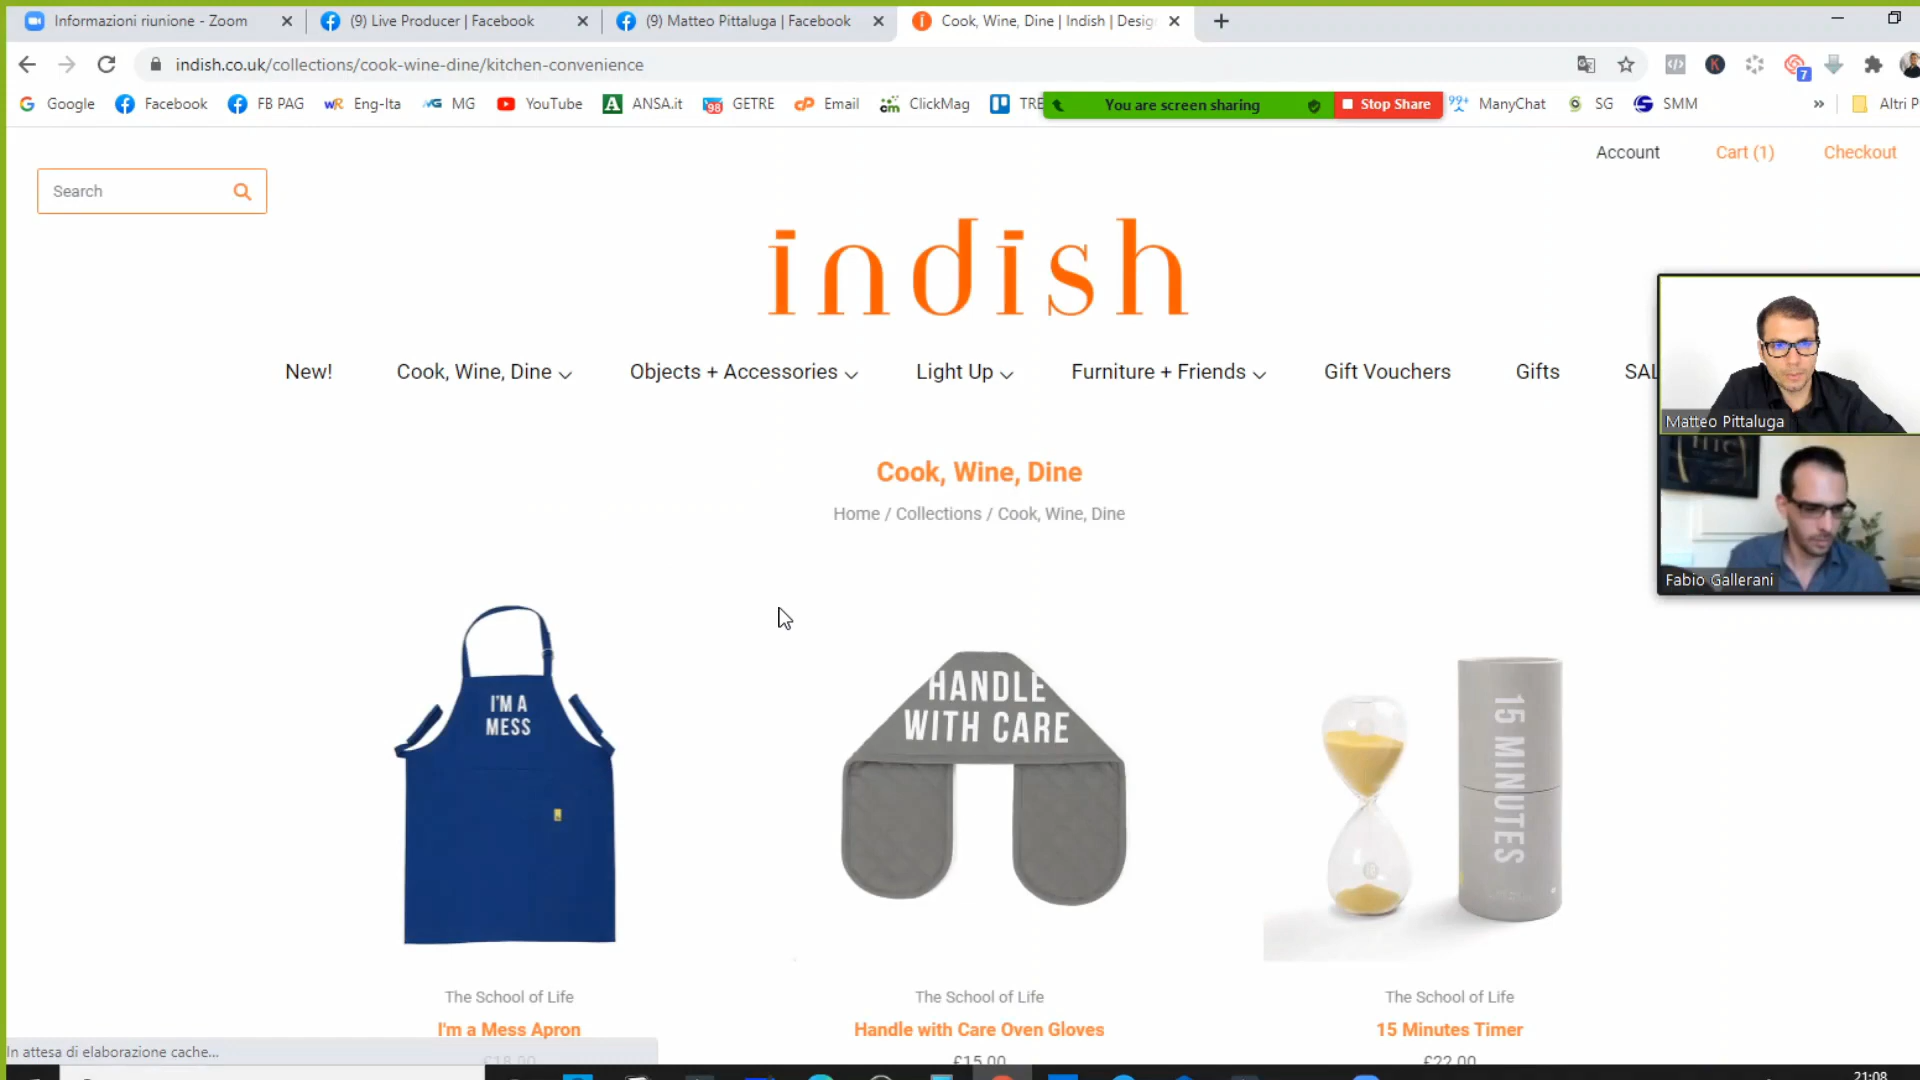 Informazioni riunione - Zoom
(9) Live Producer | Facebook
(9) Matteo Pittaluga | Facebook
Cook, Wine, Dine | Indish | Desig
indish.co.uk/collections/cook-wine-dine/kitchen-convenience
7
Google
Facebook
FB PAG
Eng-Ita
MG
YouTube
ANSA.it
GETRE
Email
ClickMag
TRE
You are screen sharing
Stop Share
99+
ManyChat
SG
SMM
»
Altri P
Account
Cart (1)
Checkout
Search
indish
New!
Cook, Wine, Dine
Objects + Accessories
Light Up
Furniture + Friends
Gift Vouchers
Gifts
SAL
Matteo Pittaluga
Fabio Gallerani
Cook, Wine, Dine
Home / Collections / Cook, Wine, Dine
I'M A
MESS
HANDLE
WITH CARE
15 MINUTES
The School of Life
The School of Life
The School of Life
I'm a Mess Apron
Handle with Care Oven Gloves
15 Minutes Timer
£18.00
£15.00
£22.00
In attesa di elaborazione cache...
21:08